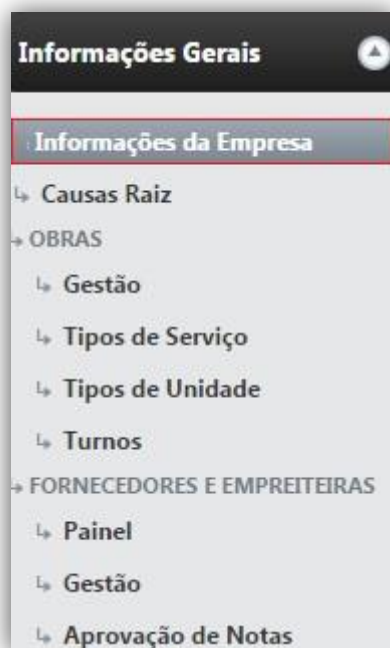 Informações Gerais
Informações da Empresa
Causas Raiz
OBRAS
Gestão
Tipos de Serviço
Tipos de Unidade
Turnos
FORNECEDORES E EMPREITEIRAS
Painel
Gestão
Aprovação de Notas